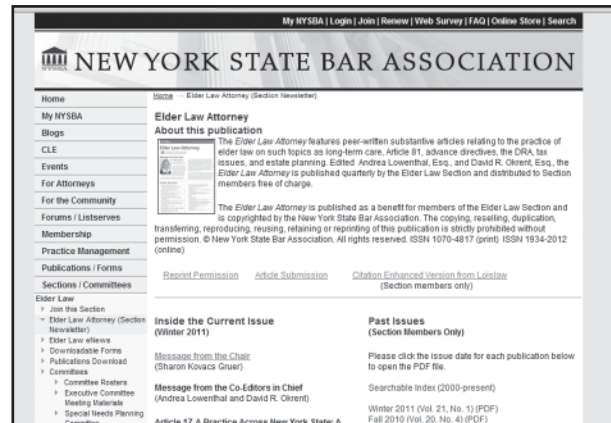 My NYSBA | Login | Join | Renew | Web Survey | FAQ | Online Store | Search
NYSBA
NEW YORK STATE BAR ASSOCIATION
Home
My NYSBA
Blogs
CLE
Events
For Attorneys
For the Community
Forums / Listserves
Membership
Practice Management
Publications / Forms
Sections / Committees
Elder Law
Join this Section
Elder Law Attorney (Section
Newsletter)
Elder Law eNews
Downloadable Forms
Publications Download
Committees
Committee Rosters
Executive Committee
Meeting Materials
Special Needs Planning
Home → Elder Law Attorney (Section Newsletter)
Elder Law Attorney
About this publication
The Elder Law Attorney features peer-written substantive articles relating to the practice of
elder law on such topics as long-term care, Article 81, advance directives, the DRA, tax
issues, and estate planning. Edited Andrea Lowenthal, Esq., and David R. Okrent, Esq., the
Elder Law Attorney is published quarterly by the Elder Law Section and distributed to Section
members free of charge.
The Elder Law Attorney is published as a benefit for members of the Elder Law Section and
is copyrighted by the New York State Bar Association. The copying, reselling, duplication,
transferring, reproducing, reusing, retaining or reprinting of this publication is strictly prohibited without
permission. © New York State Bar Association. All rights reserved. ISSN 1070-4817 (print) ISSN 1934-2012
(online)
Reprint Permission Article Submission Citation Enhanced Version from Loislaw
(Section members only)
Inside the Current Issue
(Winter 2011)
Message from the Chair
(Sharon Kovacs Gruer)
Message from the Co-Editors in Chief
(Andrea Lowenthal and David R. Okrent)
Article 17 A Practice Across New York State: A
Past Issues
(Section Members Only)
Please click the issue date for each publication below
to open the PDF file.
Searchable Index (2000-present)
Winter 2011 (Vol. 21, No. 1) (PDF)
Fall 2010 (Vol. 20, No. 4) (PDF)